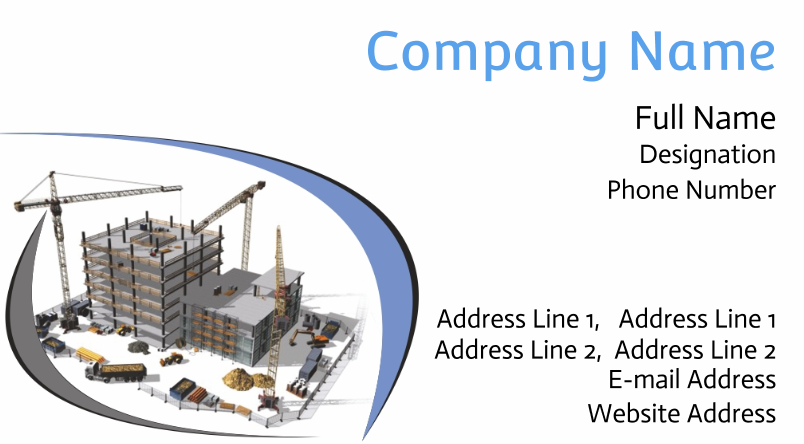 Company Name
Full Name
Designation
Phone Number
Address Line 1, Address Line 1
Address Line 2, Address Line 2
E-mail Address
Website Address